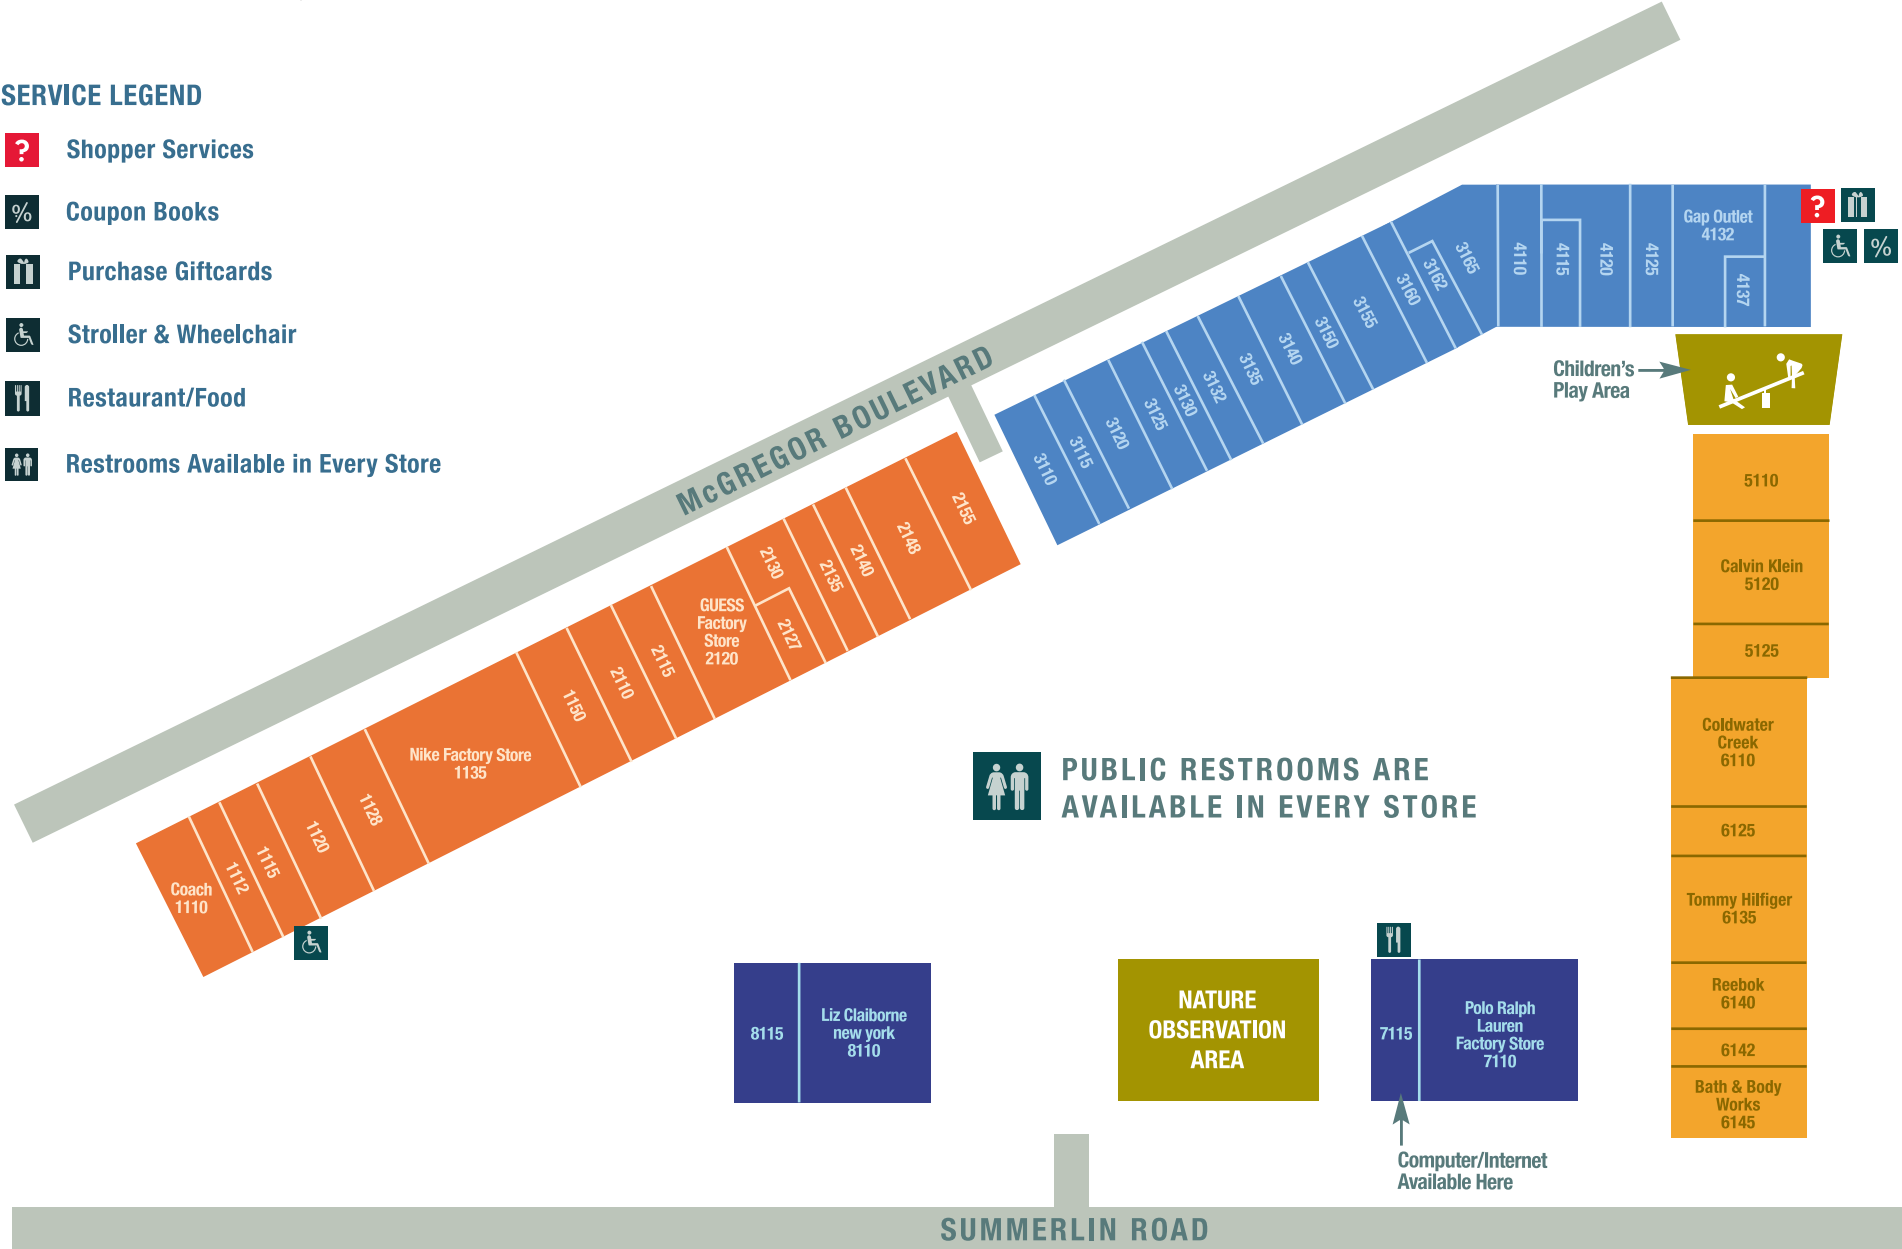 SERVICE LEGEND
?
Shopper Services
%
Coupon Books
Purchase Giftcards
Stroller & Wheelchair
Restaurant/Food
Restrooms Available in Every Store
McGREGOR BOULEVARD
Coach
1110
1112
1115
1120
1128
Nike Factory Store
1135
1150
2110
2115
GUESS
Factory
Store
2120
2130
2127
2135
2140
2148
2155
3110
3115
3120
3125
3130
3132
3135
3140
3150
3155
3160
3162
3165
4110
4115
4120
4125
Gap Outlet
4132
4137
?
%
Children's
Play Area
5110
Calvin Klein
5120
5125
Coldwater
Creek
6110
6125
Tommy Hilfiger
6135
Reebok
6140
6142
Bath & Body
Works
6145
PUBLIC RESTROOMS ARE
AVAILABLE IN EVERY STORE
8115
Liz Claiborne
new york
8110
NATURE
OBSERVATION
AREA
7115
Polo Ralph
Lauren
Factory Store
7110
Computer/Internet
Available Here
SUMMERLIN ROAD